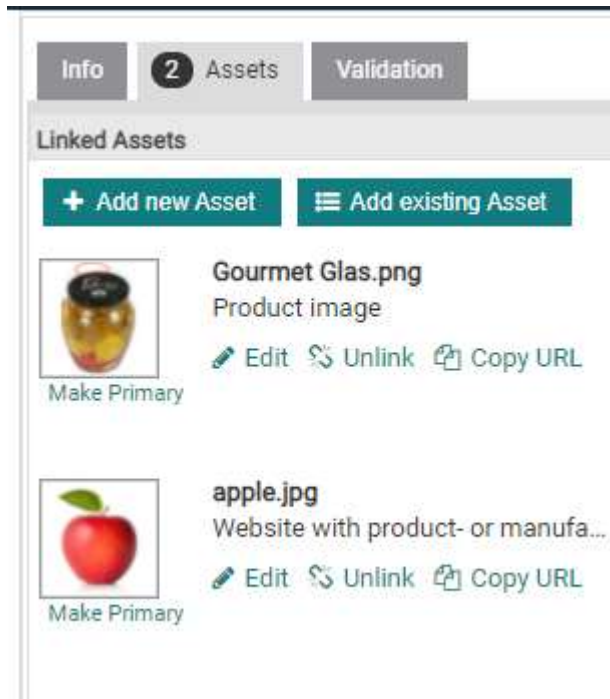 Info 2 Assets Validation
Linked Assets
Add new Asset Add existing Asset
Gourmet Glas.png
Product image
Edit Unlink Copy URL
Make Primary
apple.jpg
Website with product- or manufa...
Edit Unlink Copy URL
Make Primary